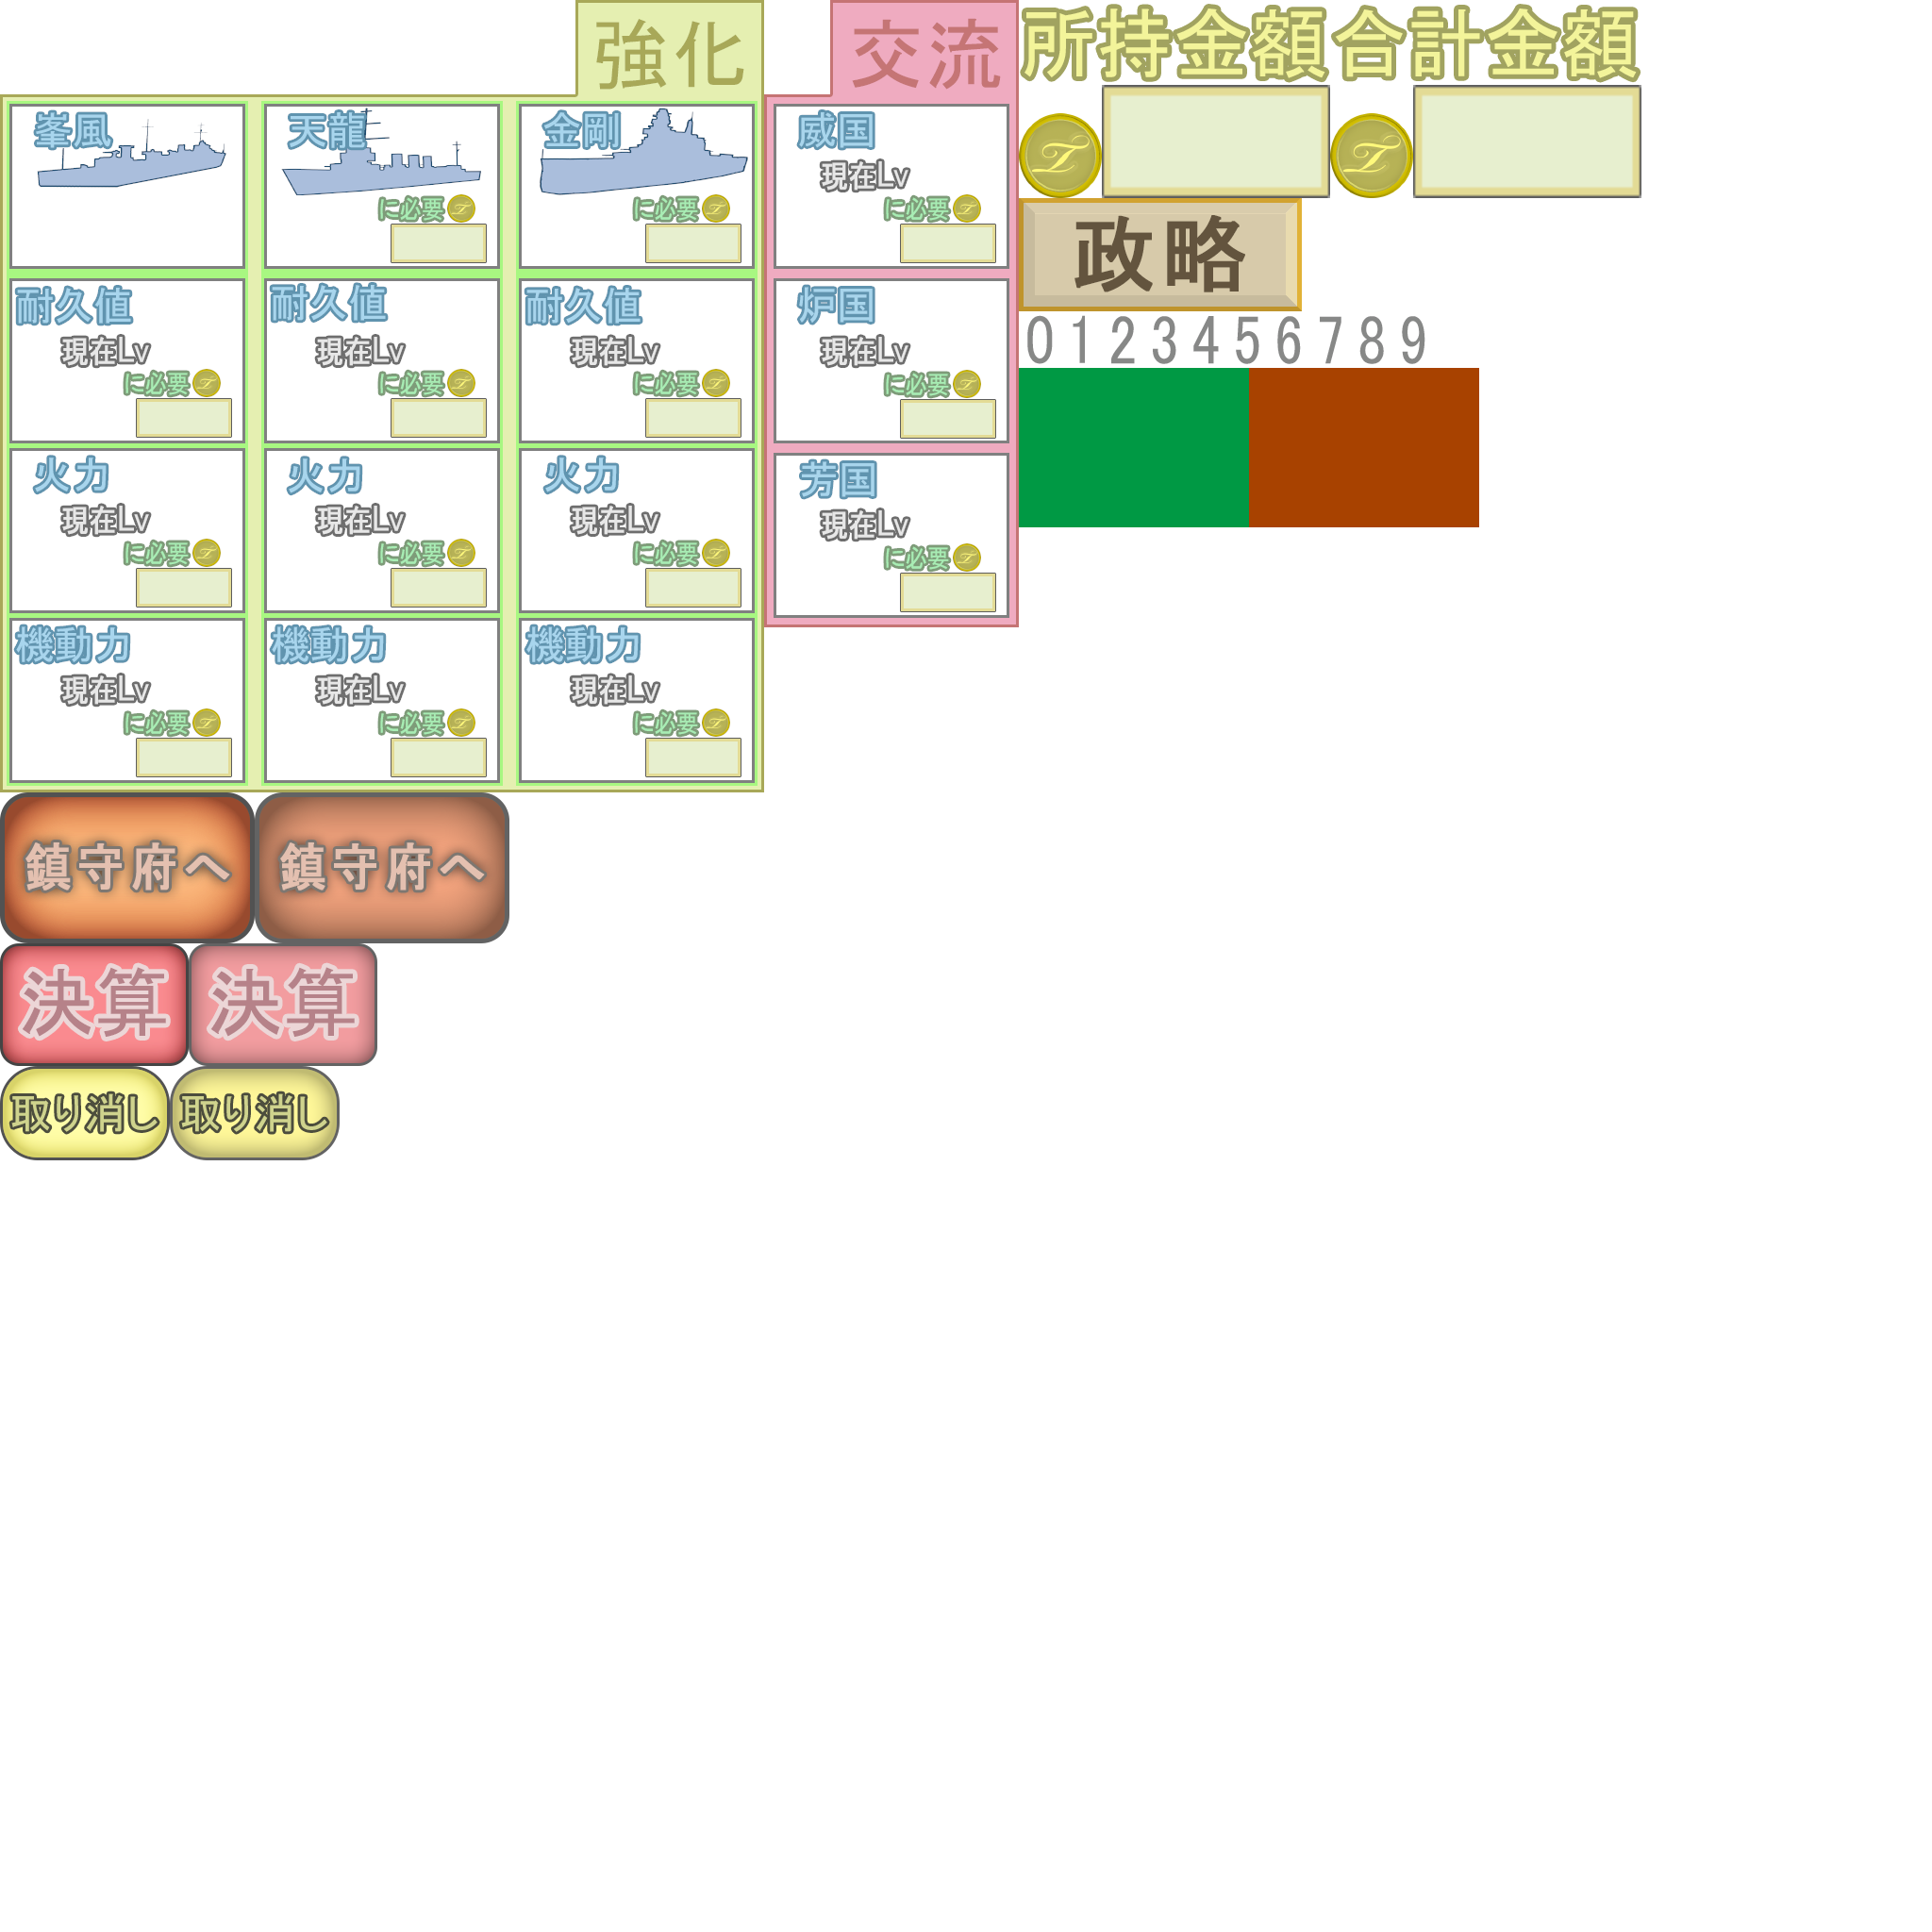 強化
交流
所持金額
合計金額
峯風
天龍
に必要
金剛
に必要
威国
現在Lv
に必要
政略
耐久値
現在Lv
に必要
耐久値
現在Lv
に必要
耐久値
現在Lv
に必要
炉国
現在Lv
に必要
0 1 2 3 4 5 6 7 8 9
火力
現在Lv
に必要
火力
現在Lv
に必要
火力
現在Lv
に必要
芳国
現在Lv
に必要
機動力
現在Lv
に必要
機動力
現在Lv
に必要
機動力
現在Lv
に必要
鎮守府へ
鎮守府へ
決算
決算
取り消し
取り消し